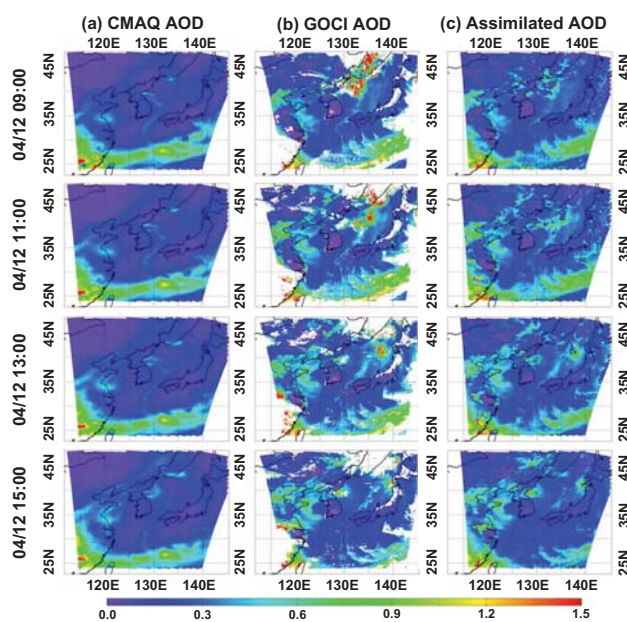 (a) CMAQ AOD (b) GOCI AOD (c) Assimilated AOD
120E 130E 140E 120E 130E 140E 120E 130E 140E
04/12 09:00 45N 35N 25N 45N 35N 25N 45N 35N 25N
04/12 11:00 45N 35N 25N 45N 35N 25N 45N 35N 25N
04/12 13:00 45N 35N 25N 45N 35N 25N 45N 35N 25N
04/12 15:00 45N 35N 25N 45N 35N 25N 45N 35N 25N
120E 130E 140E 120E 130E 140E 120E 130E 140E
0.0 0.3 0.6 0.9 1.2 1.5